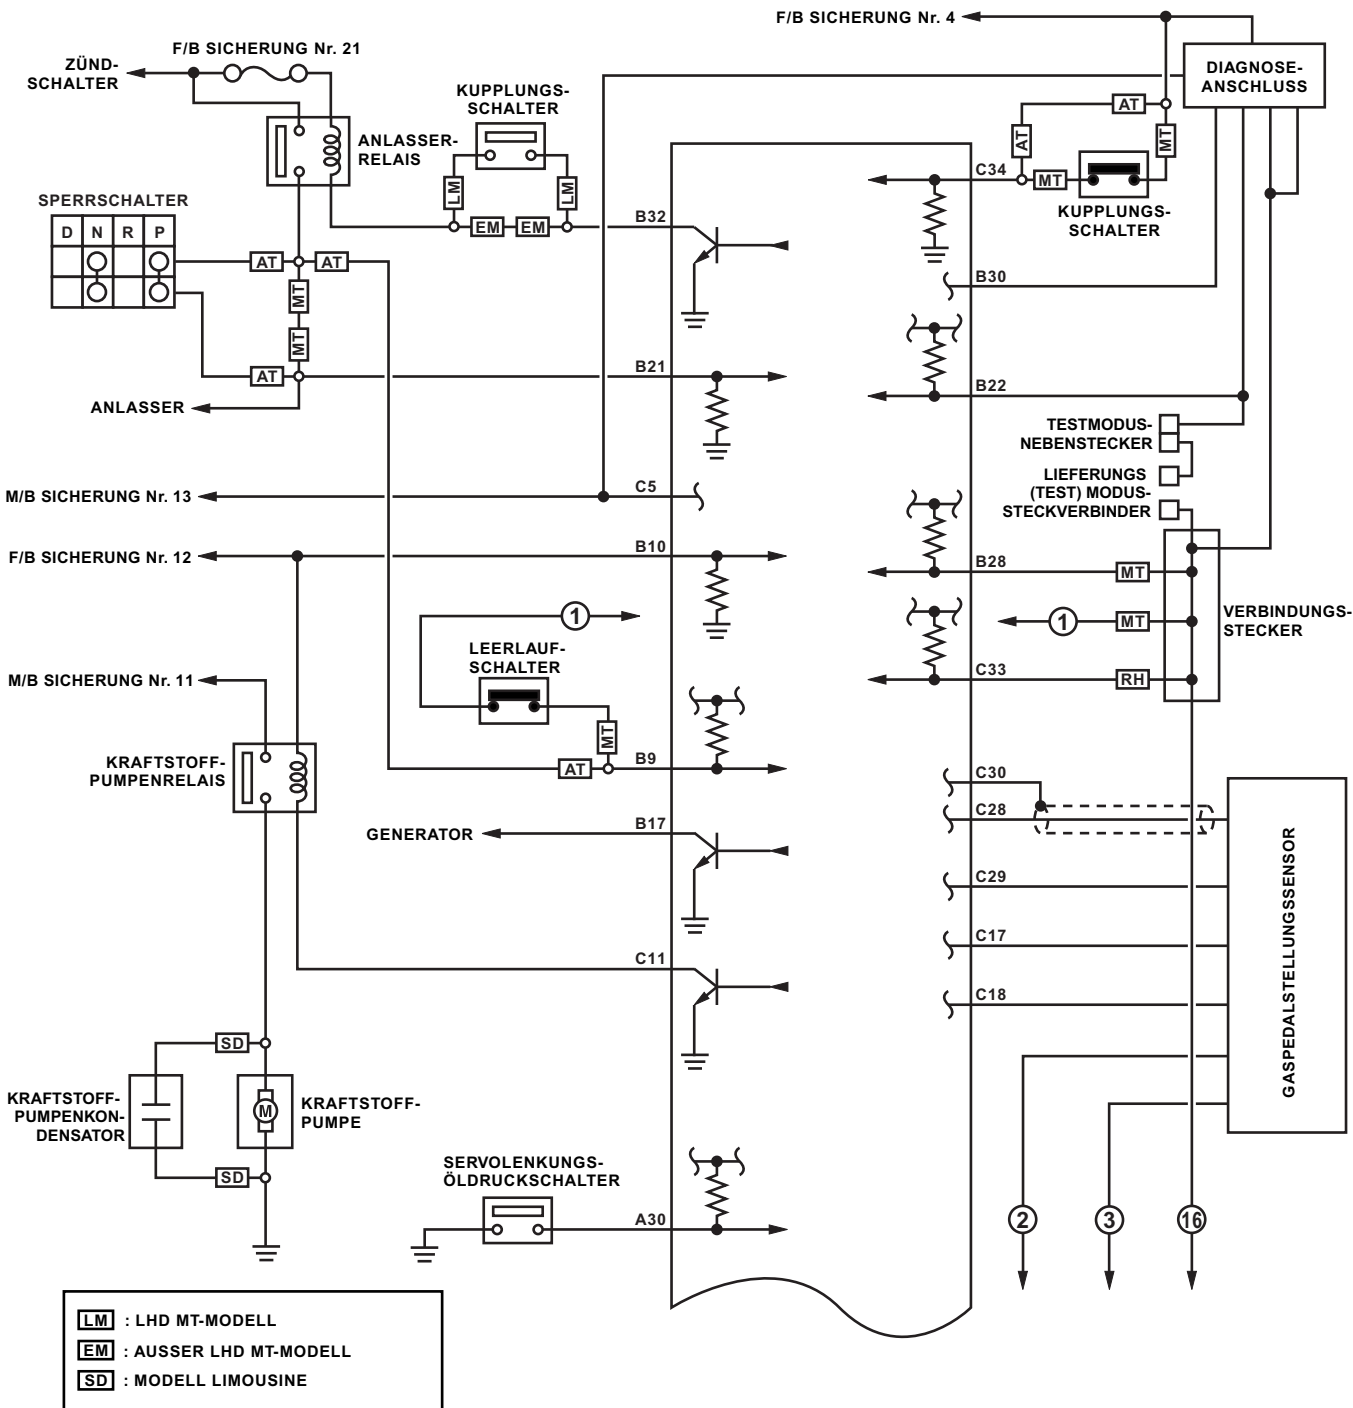 F/B SICHERUNG Nr. 4
F/B SICHERUNG Nr. 21
ZÜND-
SCHALTER
KUPPLUNGS-
SCHALTER
DIAGNOSE-
ANSCHLUSS
ANLASSER-
RELAIS
AT
AT
MT
C34
MT
KUPPLUNGS-
SCHALTER
LM
LM
EM
EM
B32
SPERRSCHALTER
D N R P
AT
AT
MT
MT
B30
B21
AT
B22
ANLASSER
TESTMODUS-
NEBENSTECKER
LIEFERUNGS
(TEST) MODUS-
STECKVERBINDER
M/B SICHERUNG Nr. 13
C5
F/B SICHERUNG Nr. 12
B10
B28
MT
1
1
MT
VERBINDUNGS-
STECKER
LEERLAUF-
SCHALTER
M/B SICHERUNG Nr. 11
C33
RH
MT
KRAFTSTOFF-
PUMPENRELAIS
AT
B9
C30
C28
GENERATOR
B17
C29
C17
C11
C18
GASPEDALSTELLUNGSSENSOR
SD
KRAFTSTOFF-
PUMPENKON-
DENSATOR
M
KRAFTSTOFF-
PUMPE
SD
SERVOLENKUNGS-
ÖLDRUCKSCHALTER
A30
2
3
16
LM : LHD MT-MODELL
EM : AUSSER LHD MT-MODELL
SD : MODELL LIMOUSINE